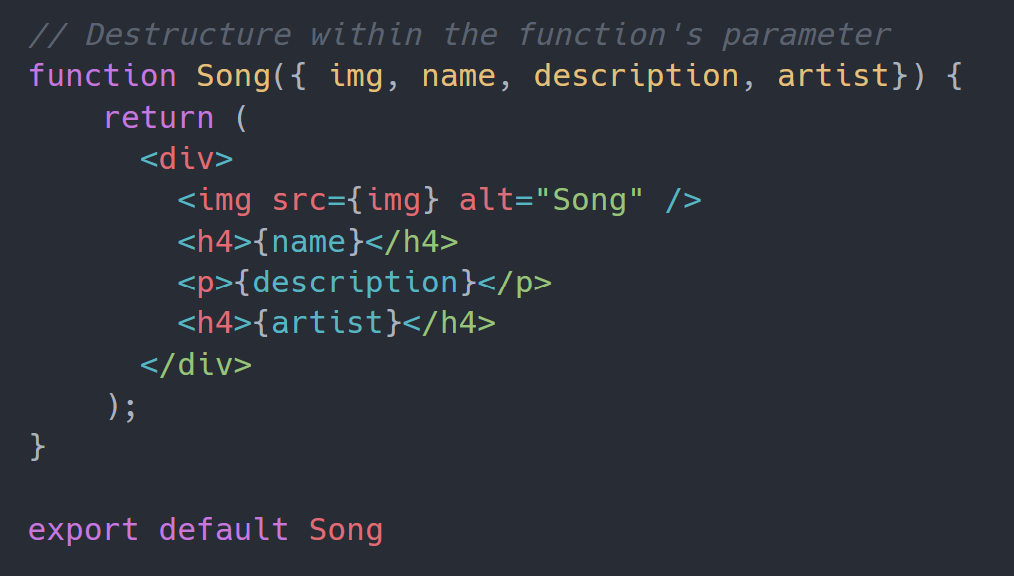 // Destructure within the function's parameter
function Song({ img, name, description, artist}) {
    return (
      <div>
        <img src={img} alt="Song" />
        <h4>{name}</h4>
        <p>{description}</p>
        <h4>{artist}</h4>
      </div>
    );
}
export default Song